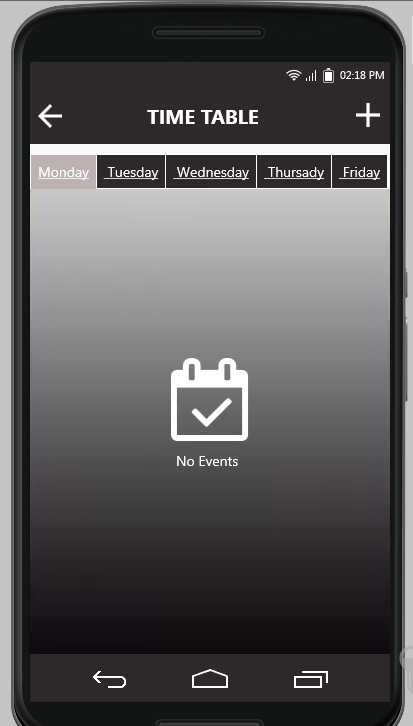 02:18 PM
TIME TABLE
Monday Tuesday Wednesday Thursady Friday
No Events